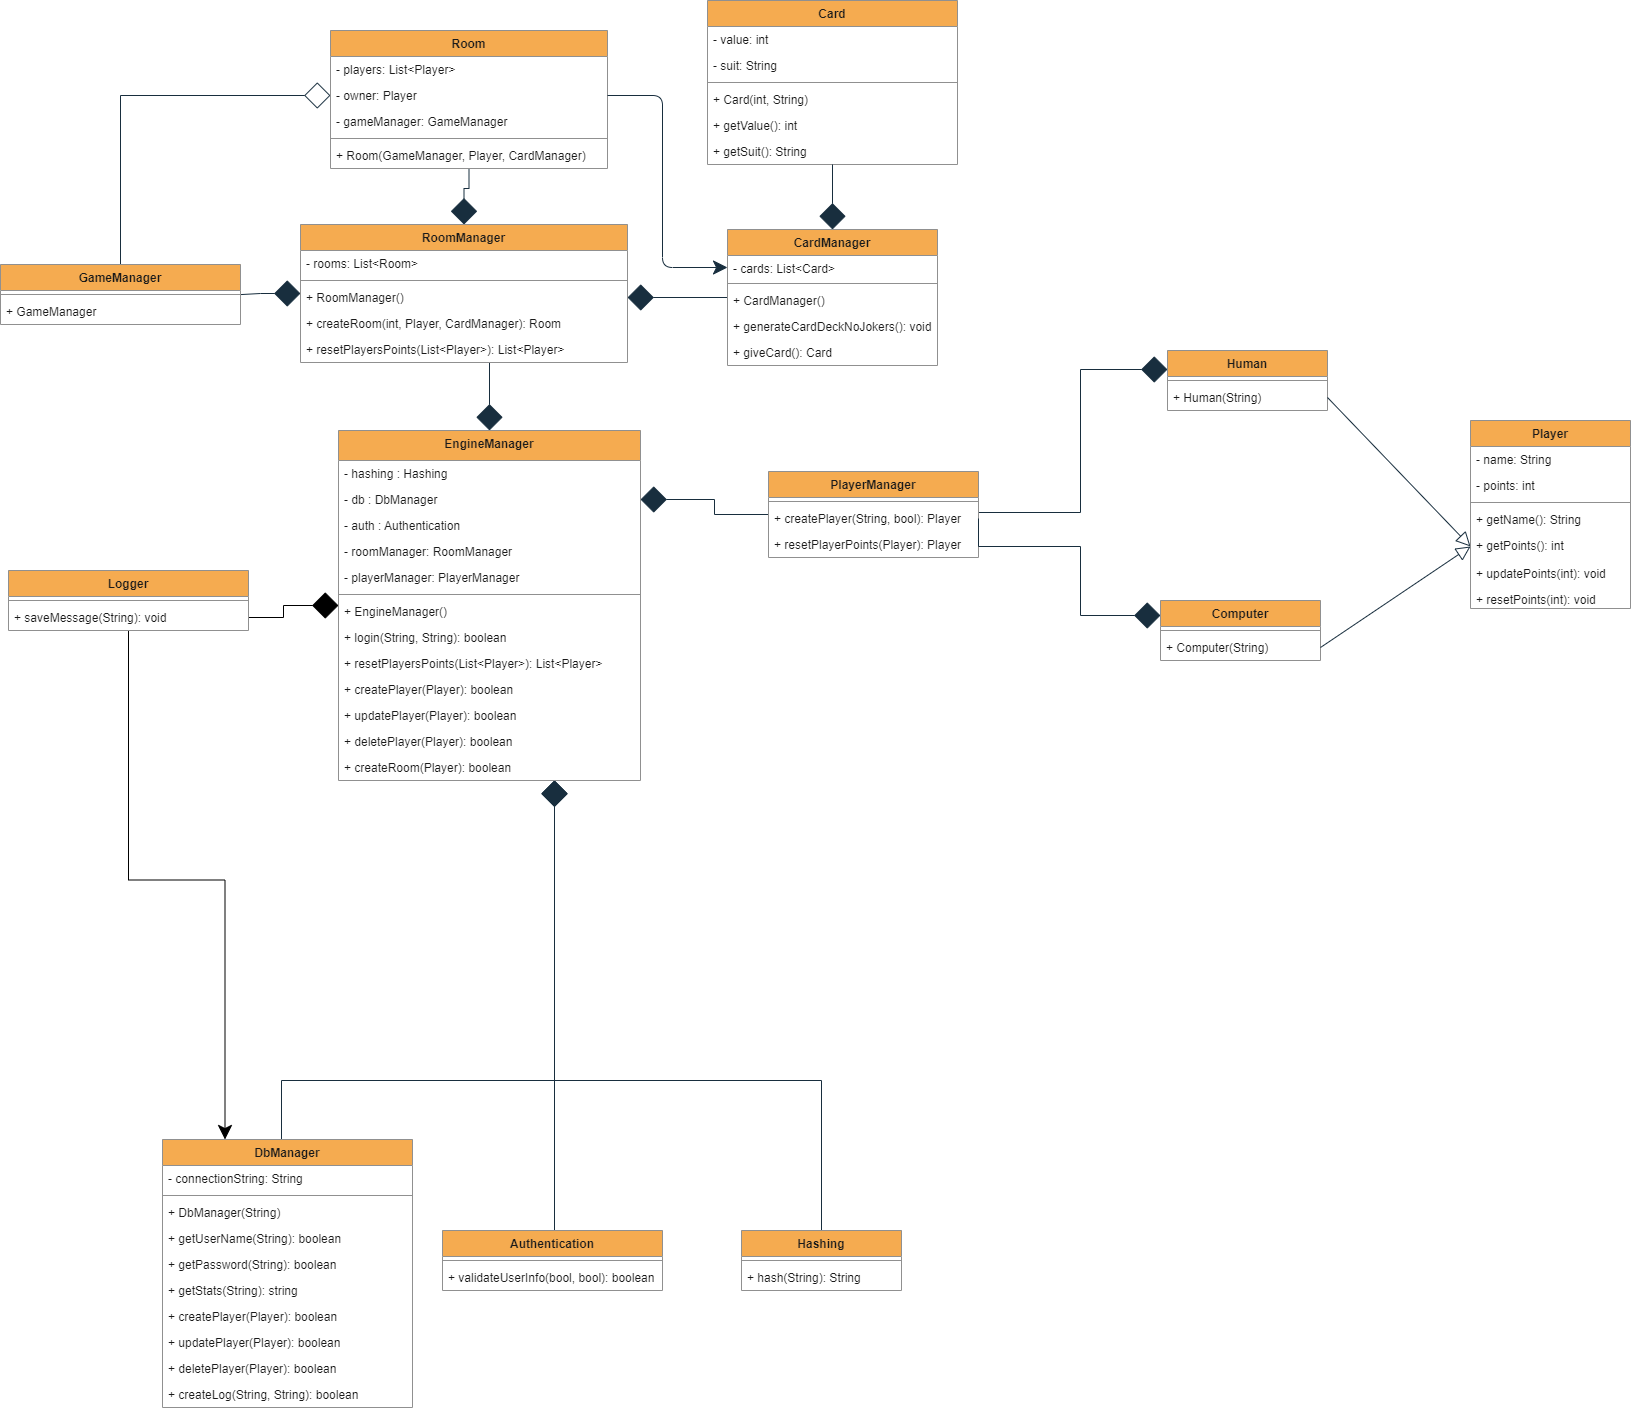 Card
- value: int
- suit: String
+ Card(int, String)
+ getValue(): int
+ getSuit(): String
Room
- players: List<Player>
- owner: Player
- gameManager: GameManager
+ Room(GameManager, Player, CardManager)
RoomManager
- rooms: List<Room>
+ RoomManager()
+ createRoom(int, Player, CardManager): Room
+ resetPlayersPoints(List<Player>): List<Player>
CardManager
- cards: List<Card>
+ CardManager()
+ generateCardDeckNoJokers(): void
+ giveCard(): Card
GameManager
+ GameManager
Human
+ Human(String)
Player
- name: String
- points: int
+ getName(): String
+ getPoints(): int
+ updatePoints(int): void
+ resetPoints(int): void
EngineManager
- hashing : Hashing
- db : DbManager
- auth : Authentication
- roomManager: RoomManager
- playerManager: PlayerManager
+ EngineManager()
+ login(String, String): boolean
+ resetPlayersPoints(List<Player>): List<Player>
+ createPlayer(Player): boolean
+ updatePlayer(Player): boolean
+ deletePlayer(Player): boolean
+ createRoom(Player): boolean
PlayerManager
+ createPlayer(String, bool): Player
+ resetPlayerPoints(Player): Player
Logger
+ saveMessage(String): void
Computer
+ Computer(String)
DbManager
- connectionString: String
+ DbManager(String)
+ getUserName(String): boolean
+ getPassword(String): boolean
+ getStats(String): string
+ createPlayer(Player): boolean
+ updatePlayer(Player): boolean
+ deletePlayer(Player): boolean
+ createLog(String, String): boolean
Authentication
+ validateUserInfo(bool, bool): boolean
Hashing
+ hash(String): String